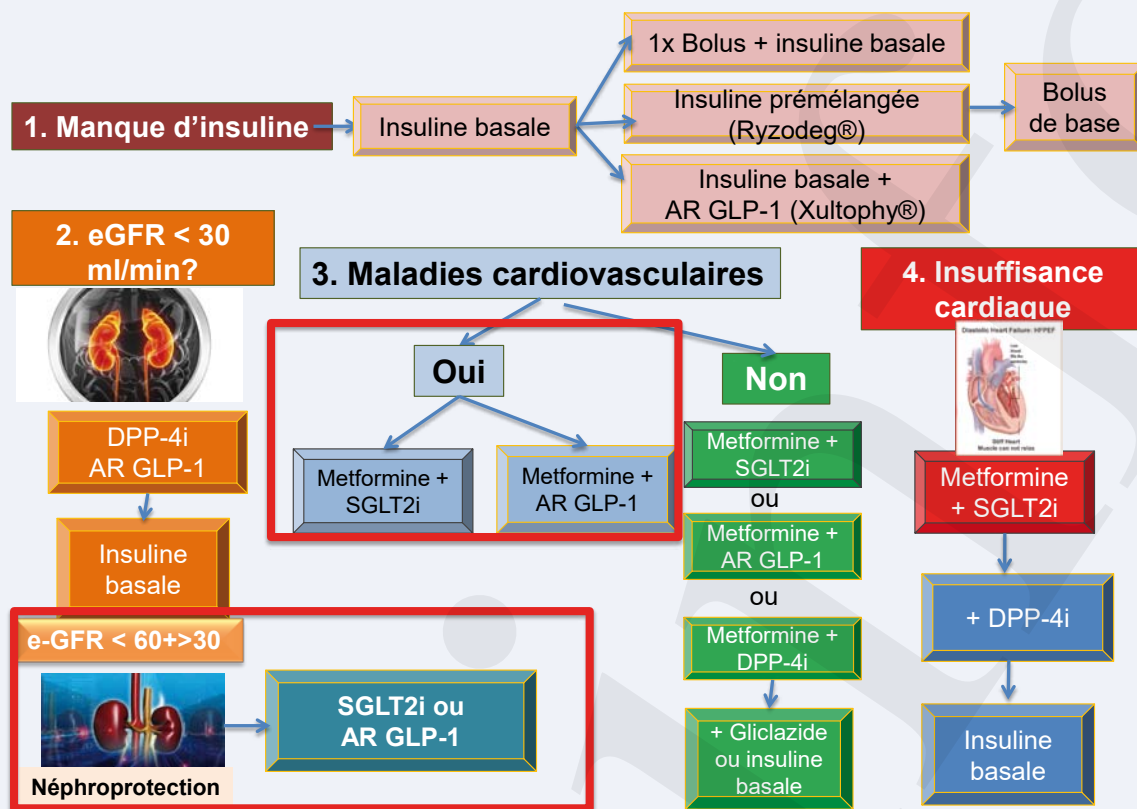 1. Manque d'insuline
Insuline basale
1x Bolus + insuline basale
Insuline prémélangée
(Ryzodeg®)
Insuline basale +
AR GLP-1 (Xultophy®)
Bolus
de base
2. eGFR < 30
ml/min?
DPP-4i
AR GLP-1
Insuline
basale
e-GFR < 60+>30
Néphroprotection
SGLT2i ou
AR GLP-1
3. Maladies cardiovasculaires
Oui
Metformine +
SGLT2i
Metformine +
AR GLP-1
Non
Metformine +
SGLT2i
ou
Metformine +
AR GLP-1
ou
Metformine +
DPP-4i
+ Gliclazide
ou insuline
basale
4. Insuffisance
cardiaque
Diastolic Heart Failure: HFPEF
Stiff Heart
Muscle can not relax
Metformine
+ SGLT2i
+ DPP-4i
Insuline
basale